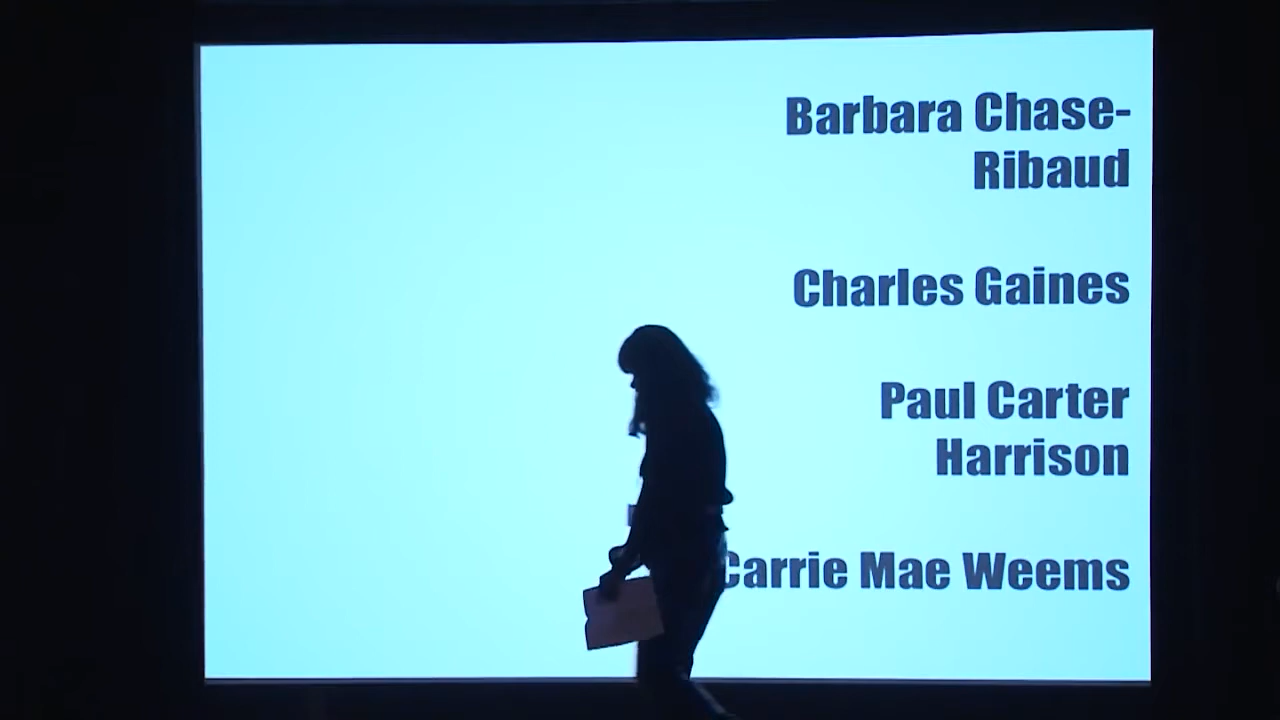 Barbara Chase-
Ribaud
Charles Gaines
Paul Carter
Harrison
Carrie Mae Weems